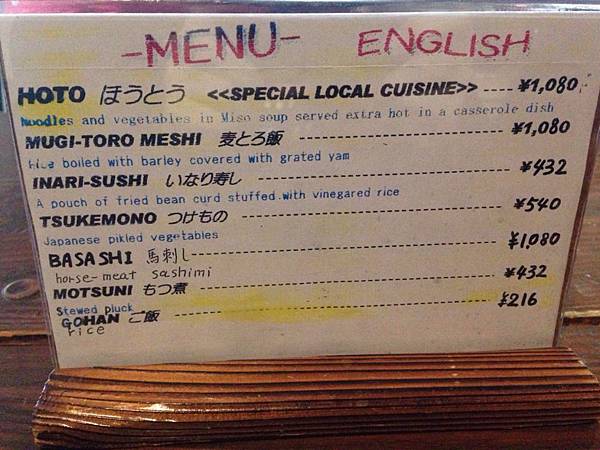 -MENU- ENGLISH
HOTO ほうとう <<SPECIAL LOCAL CUISINE>> ---- ¥1,080
Noodles and vegetables in Miso soup served extra hot in a casserole dish
MUGI-TORO MESHI 麦とろ飯 ---- ¥1,080
Rice boiled with barley covered with grated yam
INARI-SUSHI いなり寿し ---- ¥432
A pouch of fried bean curd stuffed with vinegared rice
TSUKEMONO つけもの ---- ¥540
Japanese pikled vegetables
BASASHI 馬刺し ---- ¥1,080
horse-meat sashimi
MOTSUNI もつ煮 ---- ¥432
Stewed pluck
GOHAN ご飯 ---- ¥216
rice